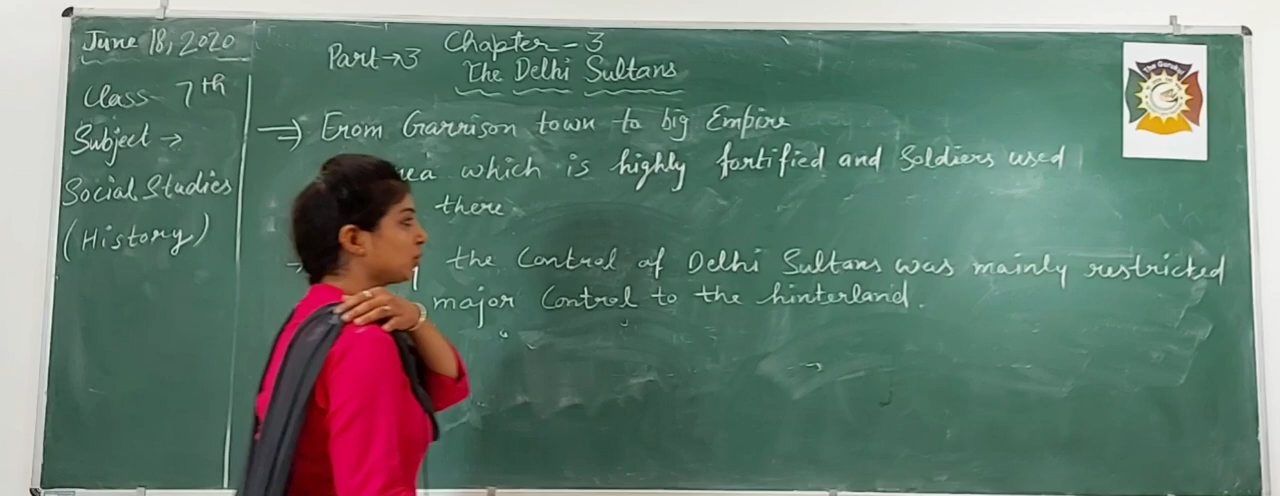 June 18, 2020
Class 7th
Subject →
Social Studies
(History)
Part→3 Chapter - 3
The Delhi Sultans
⇒ From Garrison town to big Empire
which is highly fortified and Soldiers used
there
→ the Control of Delhi Sultans was mainly restricted
major Control to the hinterland.
The Gurukul